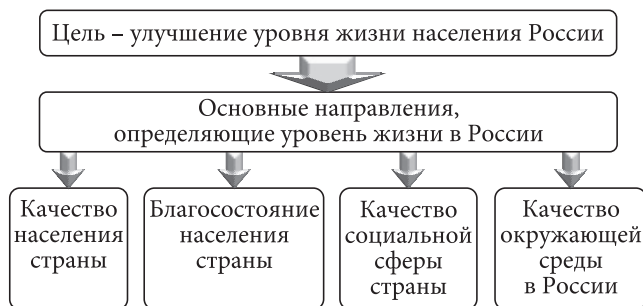 Цель – улучшение уровня жизни населения России
Основные направления,
определяющие уровень жизни в России
Качество
населения
страны
Благосостояние
населения
страны
Качество
социальной
сферы
страны
Качество
окружающей
среды
в России